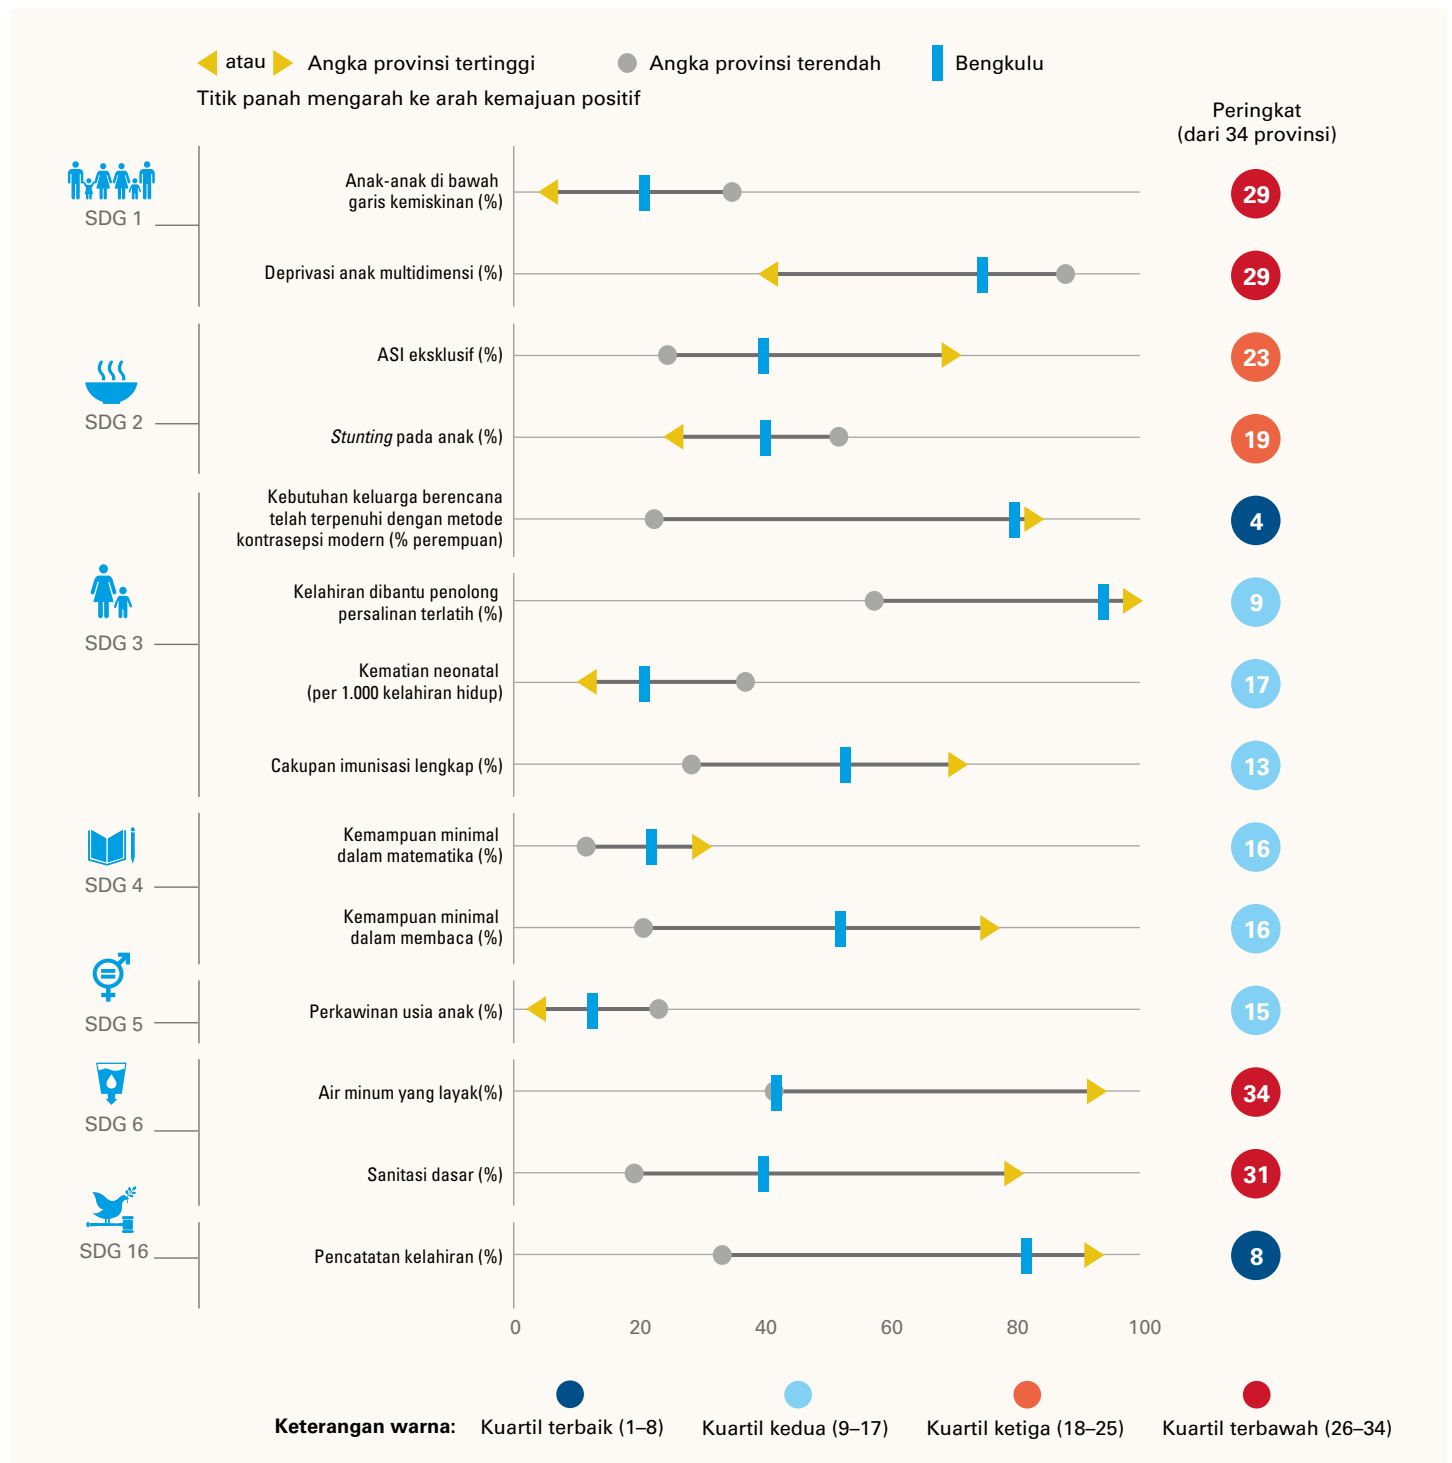 atau Angka provinsi tertinggi Angka provinsi terendah Bengkulu
Titik panah mengarah ke arah kemajuan positif
Peringkat
(dari 34 provinsi)
SDG 1
Anak-anak di bawah
garis kemiskinan (%)
29
Deprivasi anak multidimensi (%)
29
SDG 2
ASI eksklusif (%)
23
Stunting pada anak (%)
19
SDG 3
Kebutuhan keluarga berencana
telah terpenuhi dengan metode
kontrasepsi modern (% perempuan)
4
Kelahiran dibantu penolong
persalinan terlatih (%)
9
Kematian neonatal
(per 1.000 kelahiran hidup)
17
Cakupan imunisasi lengkap (%)
13
SDG 4
Kemampuan minimal
dalam matematika (%)
16
Kemampuan minimal
dalam membaca (%)
16
SDG 5
Perkawinan usia anak (%)
15
SDG 6
Air minum yang layak(%)
34
Sanitasi dasar (%)
31
SDG 16
Pencatatan kelahiran (%)
8
0 20 40 60 80 100
Keterangan warna: Kuartil terbaik (1–8) Kuartil kedua (9–17) Kuartil ketiga (18–25) Kuartil terbawah (26–34)